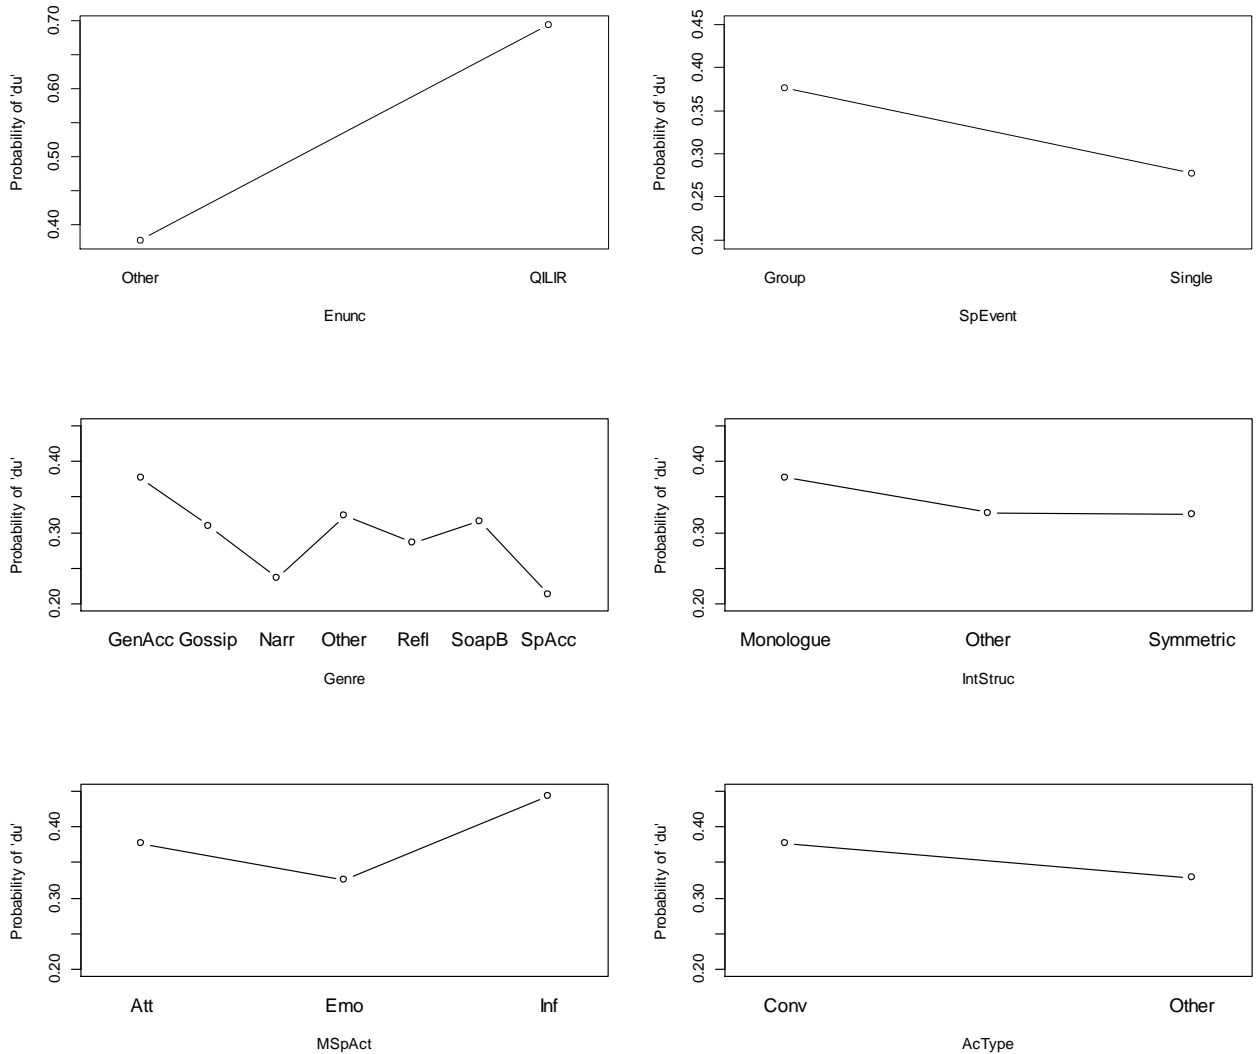 Probability of 'du'
0.70
0.60
0.50
0.40
Other QILIR
Enunc
Probability of 'du'
0.45
0.40
0.35
0.30
0.25
0.20
Group Single
SpEvent
Probability of 'du'
0.40
0.30
0.20
GenAcc Gossip Narr Other Refl SoapB SpAcc
Genre
Probability of 'du'
0.40
0.30
0.20
Monologue Other Symmetric
IntStruc
Probability of 'du'
0.40
0.30
0.20
Att Emo Inf
MSpAct
Probability of 'du'
0.40
0.30
0.20
Conv Other
AcType